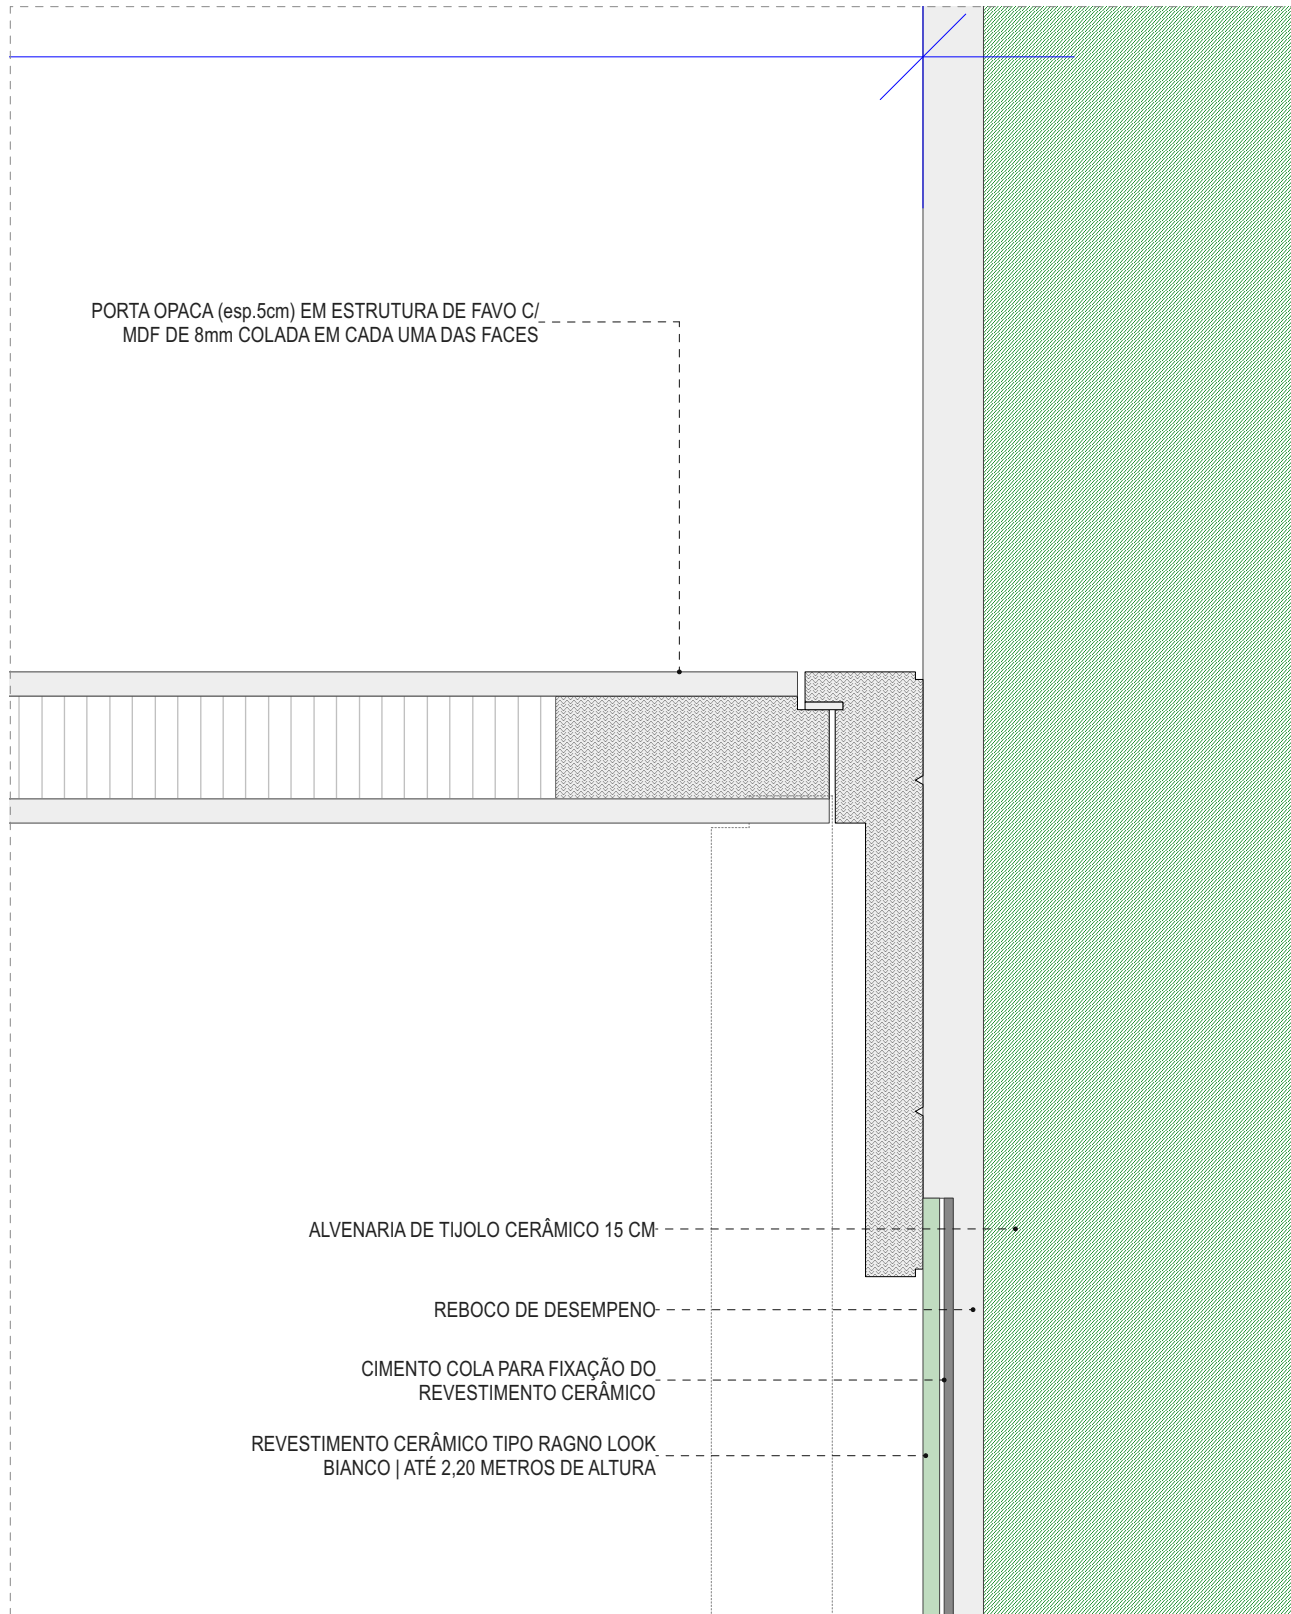 PORTA OPACA (esp.5cm) EM ESTRUTURA DE FAVO C/
MDF DE 8mm COLADA EM CADA UMA DAS FACES
ALVENARIA DE TIJOLO CERÂMICO 15 CM
REBOCO DE DESEMPENO
CIMENTO COLA PARA FIXAÇÃO DO
REVESTIMENTO CERÂMICO
REVESTIMENTO CERÂMICO TIPO RAGNO LOOK
BIANCO | ATÉ 2,20 METROS DE ALTURA